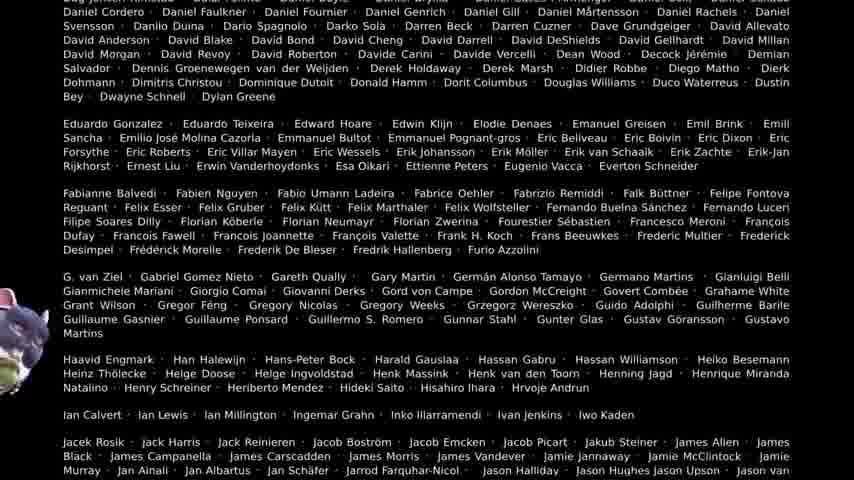 Daniel Cordero · Daniel Faulkner · Daniel Fournier · Daniel Genrich · Daniel Gill · Daniel Mårtensson · Daniel Rachels · Daniel
Svensson · Danilo Duina · Dario Spagnolo · Darko Sola · Darren Beck · Darren Cuzner · Dave Grundgeiger · David Allevato
David Anderson · David Blake · David Bond · David Cheng · David Darrell · David DeShields · David Gellhardt · David Millan
David Morgan · David Revoy · David Roberton · Davide Carini · Davide Vercelli · Dean Wood · Decock Jérémie · Demian
Salvador · Dennis Groenewegen van der Weijden · Derek Holdaway · Derek Marsh · Didier Robbe · Diego Matho · Dierk
Dohmann · Dimitris Christou · Dominique Dutoit · Donald Hamm · Dorit Columbus · Douglas Williams · Duco Waterreus · Dustin
Bey · Dwayne Schnell · Dylan Greene
Eduardo Gonzalez · Eduardo Teixeira · Edward Hoare · Edwin Klijn · Elodie Denaes · Emanuel Greisen · Emil Brink · Emill
Sancha · Emilio José Molina Cazorla · Emmanuel Bultot · Emmanuel Pognant-gros · Eric Beliveau · Eric Boivin · Eric Dixon · Eric
Forsythe · Eric Roberts · Eric Villar Mayen · Eric Wessels · Erik Johansson · Erik Möller · Erik van Schaaik · Erik Zachte · Erik-Jan
Rijkhorst · Ernest Liu · Erwin Vanderhoydonks · Esa Oikari · Ettienne Peters · Eugenio Vacca · Everton Schneider
Fabianne Balvedi · Fabien Nguyen · Fabio Umann Ladeira · Fabrice Oehler · Fabrizio Remiddi · Falk Büttner · Felipe Fontova
Reguant · Felix Esser · Felix Gruber · Felix Kütt · Felix Marthaler · Felix Wolfsteller · Fernando Buelna Sánchez · Fernando Luceri
Filipe Soares Dilly · Florian Köberle · Florian Neumayr · Florian Zwerina · Fourestier Sébastien · Francesco Meroni · François
Dufay · Francois Fawell · Francois Joannette · François Valette · Frank H. Koch · Frans Beeuwkes · Frederic Multier · Frederick
Desimpel · Frédérick Morelle · Frederik De Bleser · Fredrik Hallenberg · Furio Azzolini
G. van Ziel · Gabriel Gomez Nieto · Gareth Qually · Gary Martin · Germán Alonso Tamayo · Germano Martins · Gianluigi Belli
Gianmichele Mariani · Giorgio Comai · Giovanni Derks · Gord von Campe · Gordon McCreight · Govert Combée · Grahame White
Grant Wilson · Gregor Féng · Gregory Nicolas · Gregory Weeks · Grzegorz Wereszko · Guido Adolphi · Guilherme Barile
Guillaume Gasnier · Guillaume Ponsard · Guillermo S. Romero · Gunnar Stahl · Gunter Glas · Gustav Göransson · Gustavo
Martins
Haavid Engmark · Han Halewijn · Hans-Peter Bock · Harald Gauslaa · Hassan Gabru · Hassan Williamson · Heiko Besemann
Heinz Thölecke · Helge Doose · Helge Ingvoldstad · Henk Massink · Henk van den Toorn · Henning Jagd · Henrique Miranda
Natalino · Henry Schreiner · Heriberto Mendez · Hideki Saito · Hisahiro Ihara · Hrvoje Andrun
Ian Calvert · Ian Lewis · Ian Millington · Ingemar Grahn · Inko Illarramendi · Ivan Jenkins · Iwo Kaden
Jacek Rosik · Jack Harris · Jack Reinieren · Jacob Boström · Jacob Emcken · Jacob Picart · Jakub Steiner · James Alien · James
Black · James Campanella · James Carscadden · James Morris · James Vandever · Jamie Jannaway · Jamie McClintock · Jamie
Murray · Jan Ainali · Jan Albartus · Jan Schäfer · Jarrod Farquhar-Nicol · Jason Halliday · Jason Hughes Jason Upson · Jason van